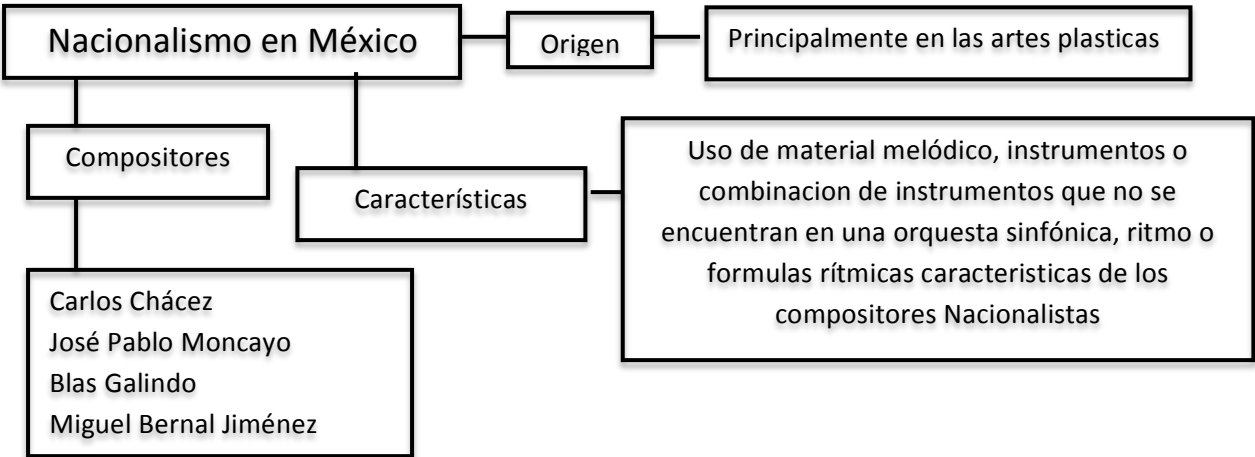 Nacionalismo en México
Origen
Principalmente en las artes plasticas
Compositores
Característícas
Uso de material melódico, instrumentos o
combinacion de instrumentos que no se
encuentran en una orquesta sinfónica, ritmo o
formulas rítmicas caracteristicas de los
compositores Nacionalistas
Carlos Chácez
José Pablo Moncayo
Blas Galindo
Miguel Bernal Jiménez